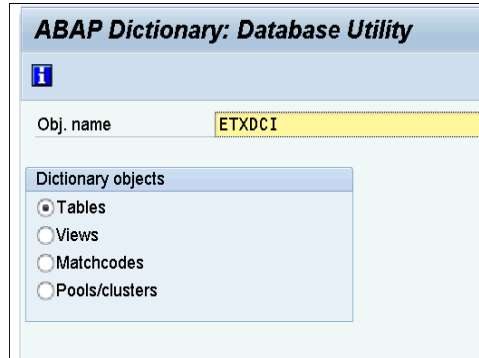 ABAP Dictionary: Database Utility
Obj. name ETXDCI
Dictionary objects
Tables
Views
Matchcodes
Pools/clusters